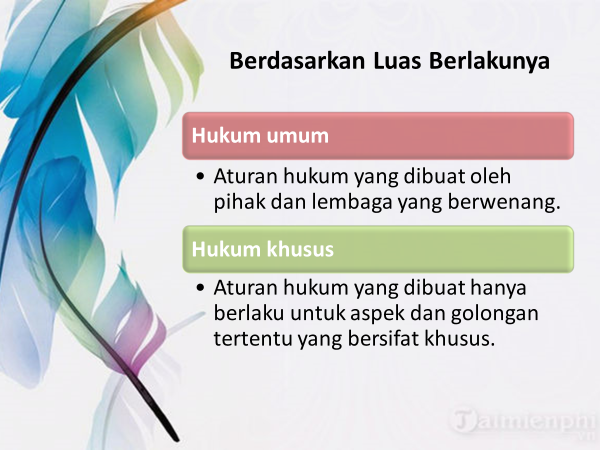 Berdasarkan Luas Berlakunya
Hukum umum
• Aturan hukum yang dibuat oleh
pihak dan lembaga yang berwenang.
Hukum khusus
• Aturan hukum yang dibuat hanya
berlaku untuk aspek dan golongan
tertentu yang bersifat khusus.
Taimienphi
.vn